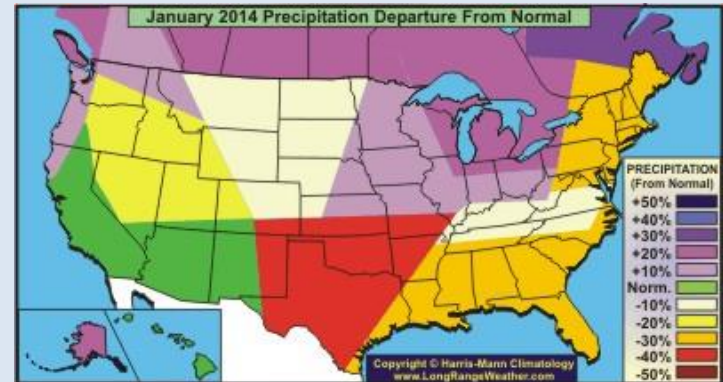 January 2014 Precipitation Departure From Normal
PRECIPITATION
(From Normal)
+50%
+40%
+30%
+20%
+10%
Norm.
-10%
-20%
-30%
-40%
-50%
Copyright © Harris-Mann Climatology
www.LongRangeWeather.com